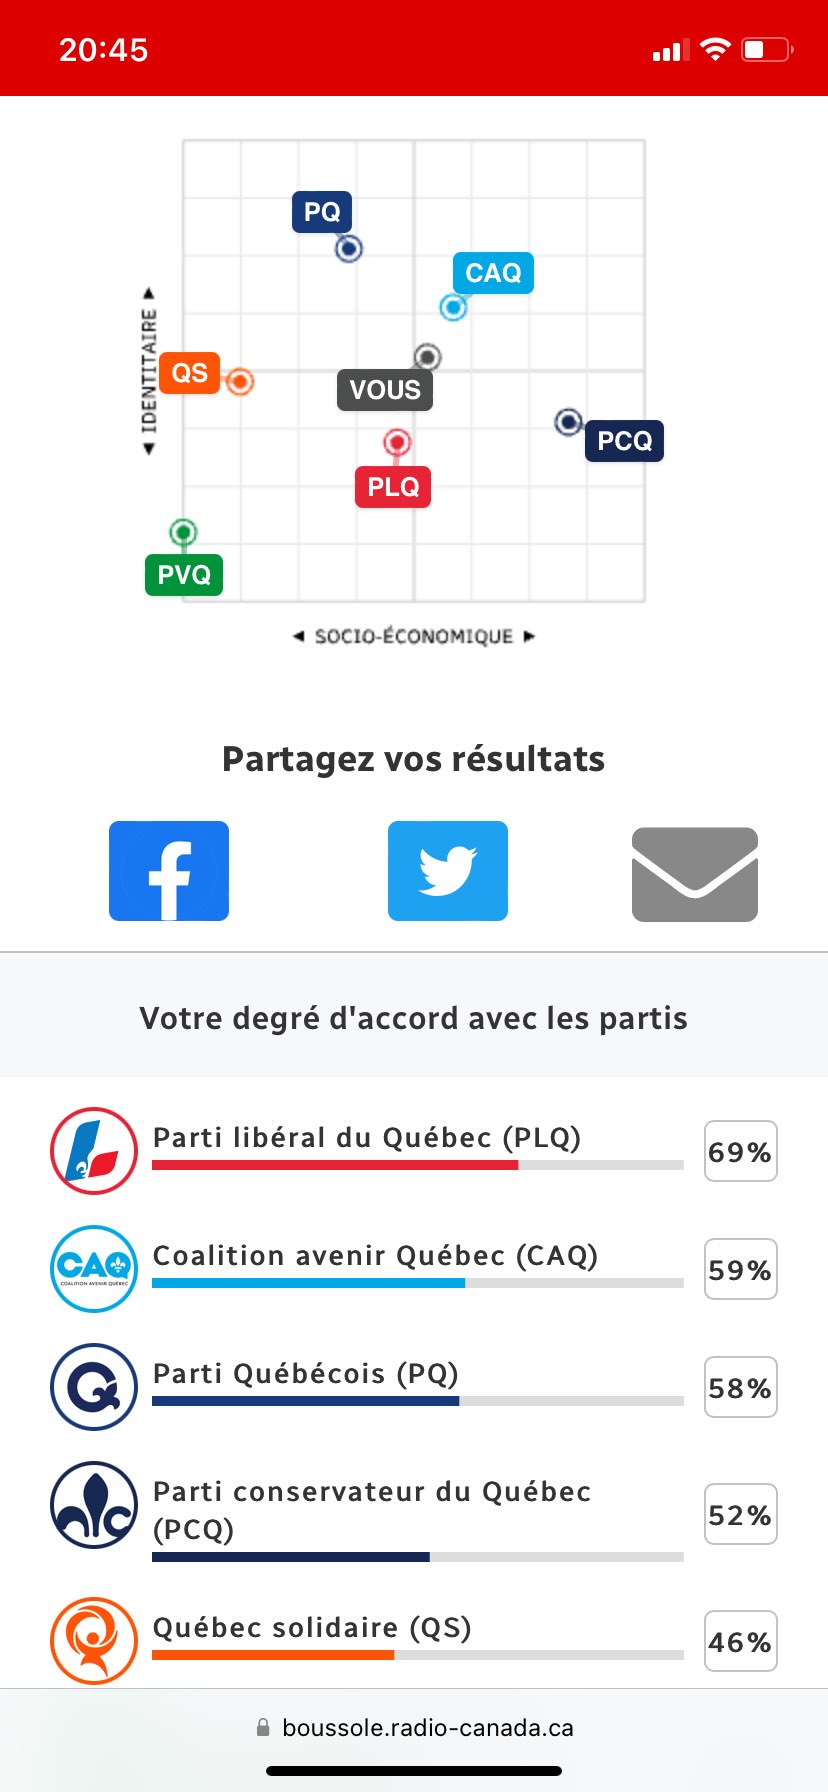 20:45
PQ
CAQ
◄ IDENTITAIRE ►
QS
VOUS
PCQ
PLQ
PVQ
◄ SOCIO-ÉCONOMIQUE ►
Partagez vos résultats
Votre degré d'accord avec les partis
Parti libéral du Québec (PLQ)
69%
CAQ
COALITION AVENIR QUÉBEC
Coalition avenir Québec (CAQ)
59%
Parti Québécois (PQ)
58%
Parti conservateur du Québec
(PCQ)
52%
Québec solidaire (QS)
46%
boussole.radio-canada.ca